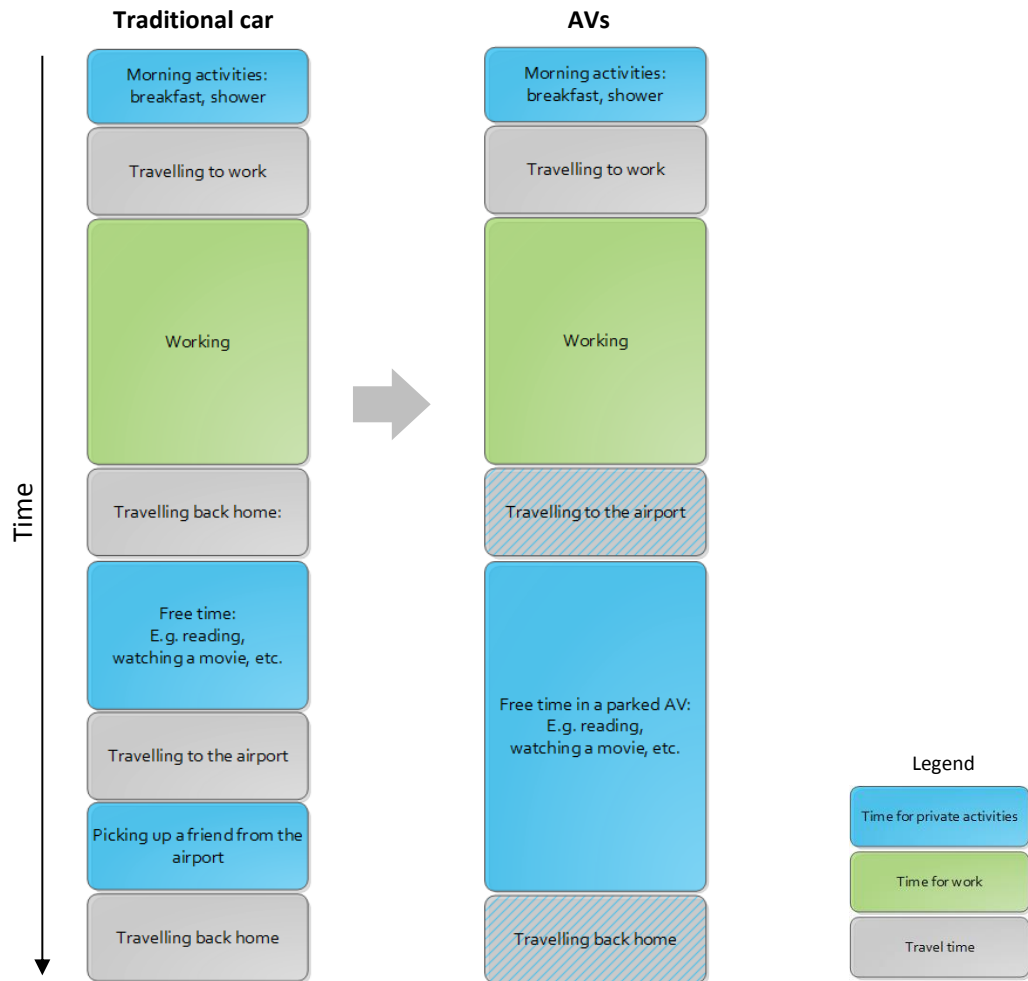 Traditional car
AVs
Time
Morning activities:
breakfast, shower
Travelling to work
Working
Travelling back home:
Free time:
E.g. reading,
watching a movie, etc.
Travelling to the airport
Picking up a friend from the
airport
Travelling back home
Morning activities:
breakfast, shower
Travelling to work
Working
Travelling to the airport
Free time in a parked AV:
E.g. reading,
watching a movie, etc.
Travelling back home
Legend
Time for private activities
Time for work
Travel time